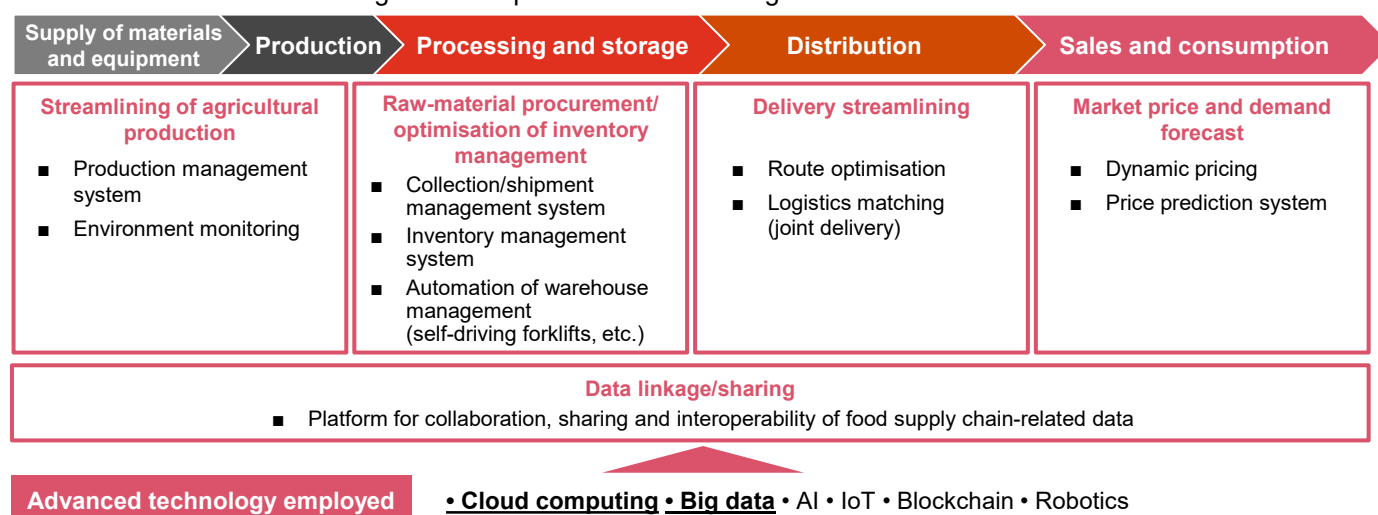 Supply of materials
and equipment
Production
Processing and storage
Distribution
Sales and consumption
Streamlining of agricultural
production
■ Production management
system
■ Environment monitoring
Raw-material procurement/
optimisation of inventory
management
■ Collection/shipment
management system
■ Inventory management
system
■ Automation of warehouse
management
(self-driving forklifts, etc.)
Delivery streamlining
■ Route optimisation
■ Logistics matching
(joint delivery)
Market price and demand
forecast
■ Dynamic pricing
■ Price prediction system
Data linkage/sharing
■ Platform for collaboration, sharing and interoperability of food supply chain-related data
Advanced technology employed
• Cloud computing • Big data • AI • IoT • Blockchain • Robotics